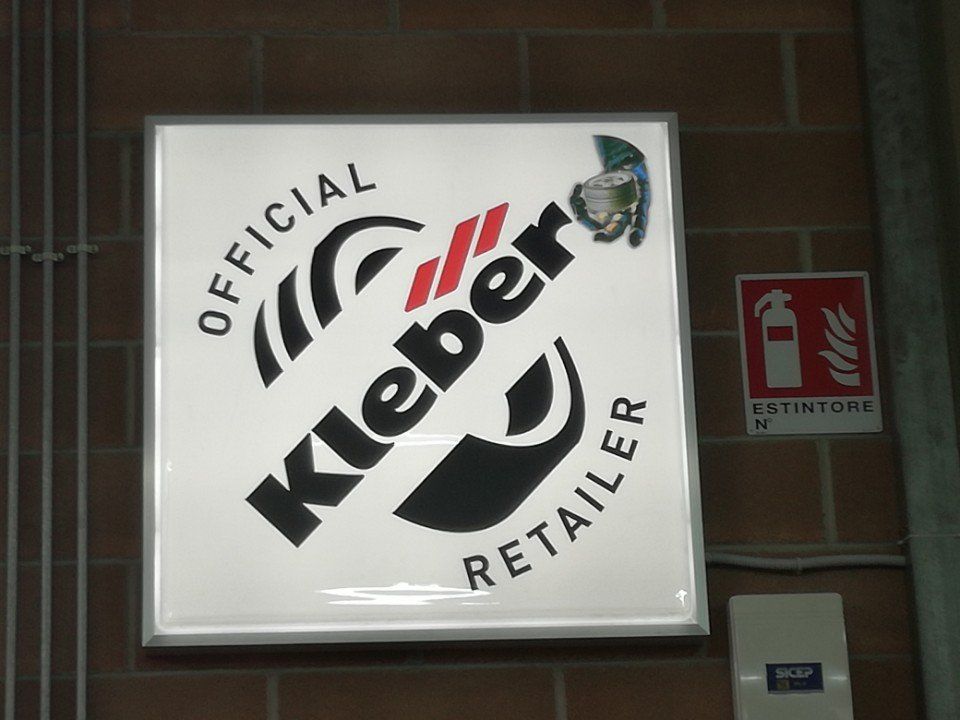 OFFICIAL
Kleber
RETAILER
ESTINTORE
N°
SICEP